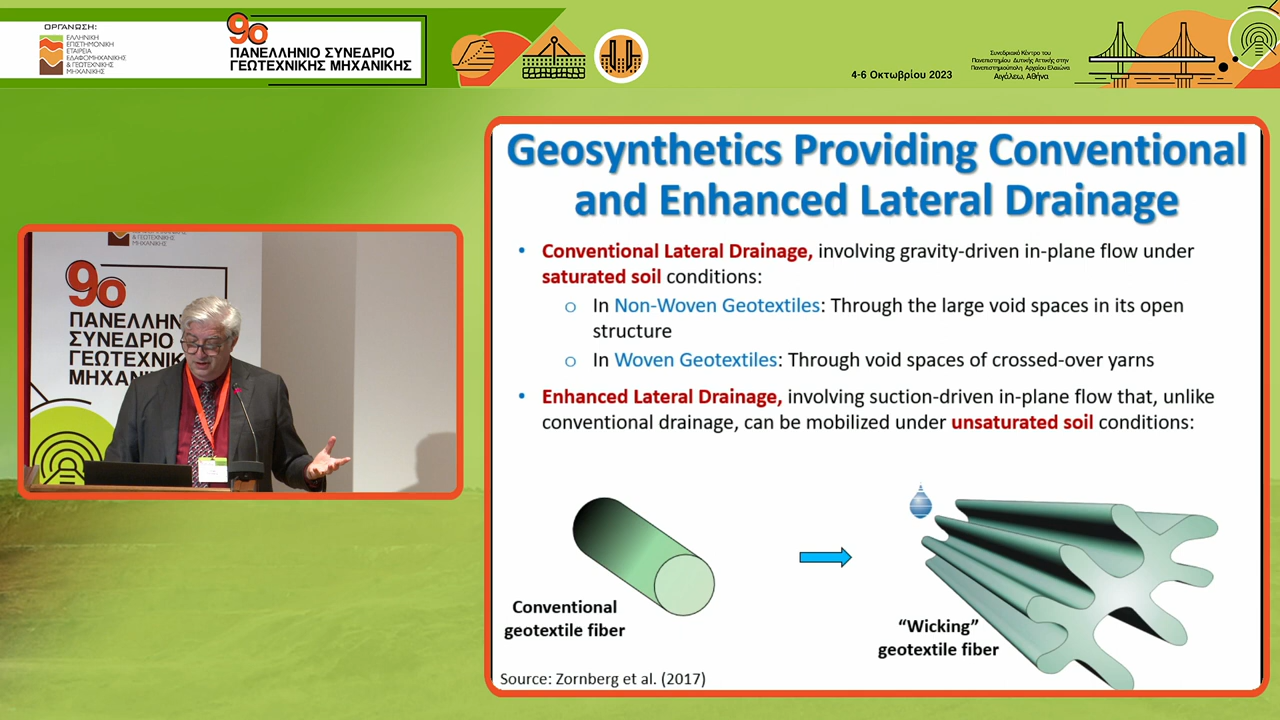 ΟΡΓΑΝΩΣΗ:
ΕΛΛΗΝΙΚΗ
ΕΠΙΣΤΗΜΟΝΙΚΗ
ΕΤΑΙΡΕΙΑ
ΕΔΑΦΟΜΗΧΑΝΙΚΗΣ
& ΓΕΩΤΕΧΝΙΚΗΣ
ΜΗΧΑΝΙΚΗΣ
9ο
ΠΑΝΕΛΛΗΝΙΟ ΣΥΝΕΔΡΙΟ
ΓΕΩΤΕΧΝΙΚΗΣ ΜΗΧΑΝΙΚΗΣ
4-6 Οκτωβρίου 2023
Συνεδριακό Κέντρο του
Πανεπιστημίου Δυτικής Αττικής στην
Πανεπιστημιούπολη Αρχαίου Ελαιώνα
Αιγάλεω, Αθήνα
& ΓΕΩΤΕΧΝΙΚΗΣ
ΜΗΧΑΝΙΚΗΣ
9ο
ΠΑΝΕΛΛΗΝ
ΣΥΝΕΔΡΙΟ
ΓΕΩΤΕΧΝΙΚ
ΜΗΧΑΝΙ
Geosynthetics Providing Conventional
and Enhanced Lateral Drainage
• Conventional Lateral Drainage, involving gravity-driven in-plane flow under
saturated soil conditions:
o In Non-Woven Geotextiles: Through the large void spaces in its open
structure
o In Woven Geotextiles: Through void spaces of crossed-over yarns
• Enhanced Lateral Drainage, involving suction-driven in-plane flow that, unlike
conventional drainage, can be mobilized under unsaturated soil conditions:
Conventional
geotextile fiber
“Wicking”
geotextile fiber
Source: Zornberg et al. (2017)